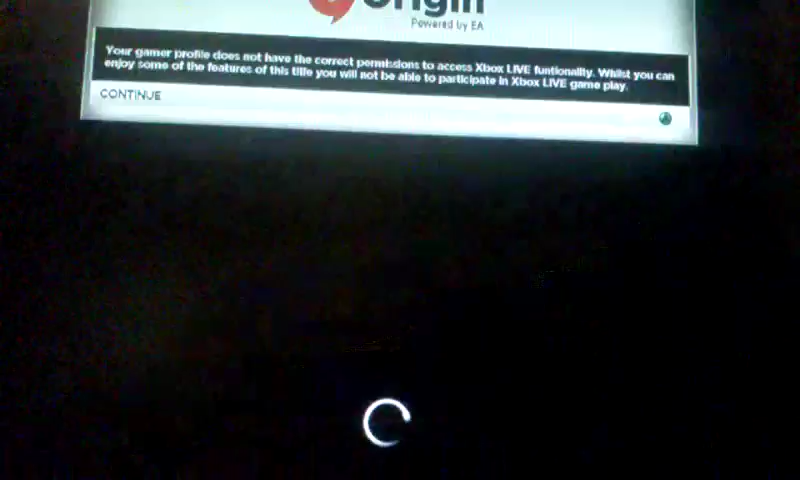 Origin
Powered by EA
Your gamer profile does not have the correct permissions to access Xbox LIVE funtionality. Whilst you can
enjoy some of the features of this title you will not be able to participate in Xbox LIVE game play.
CONTINUE